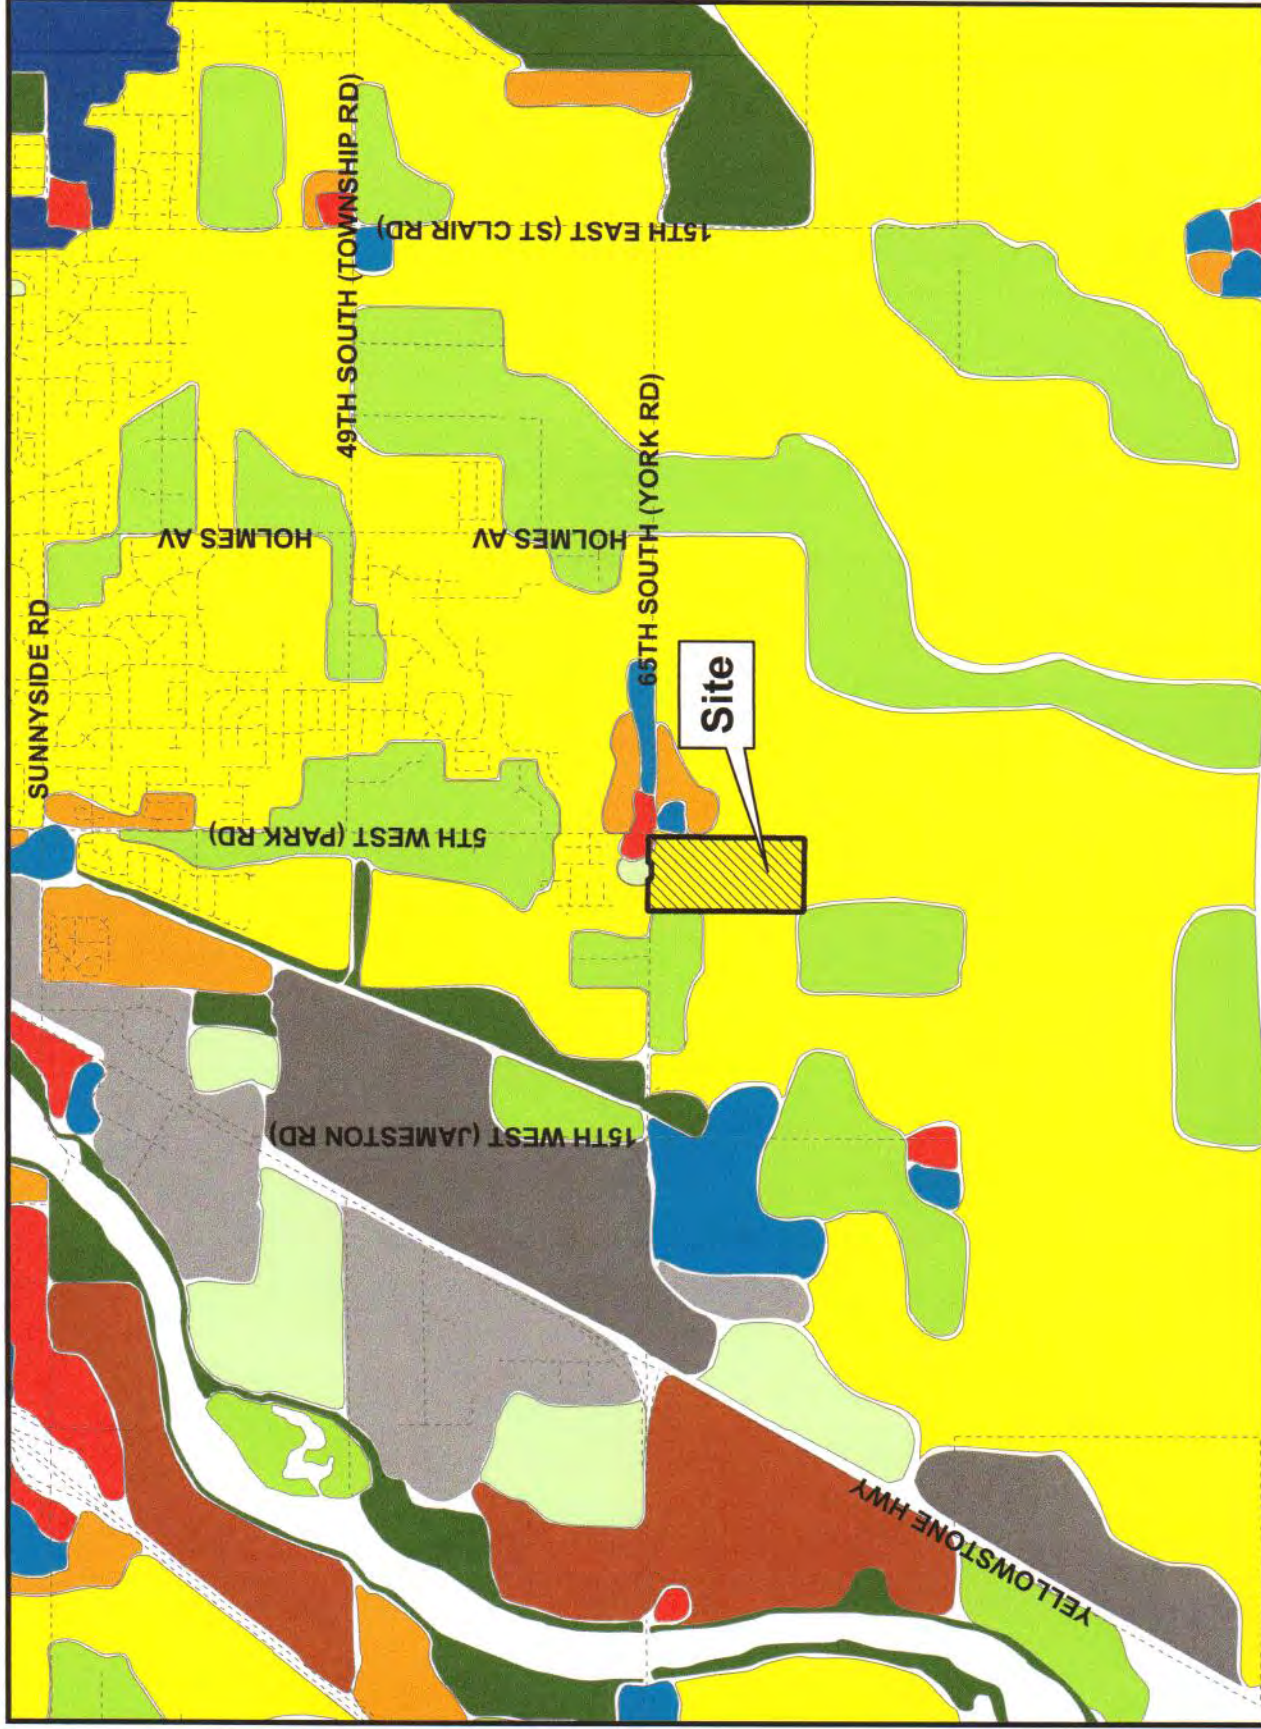 SUNNYSIDE RD
49TH SOUTH (TOWNSHIP RD)
15TH EAST (ST CLAIR RD)
HOLMES AV
HOLMES AV
65TH SOUTH (YORK RD)
Site
5TH WEST (PARK RD)
15TH WEST (JAMESTON RD)
YELLOWSTONE HWY